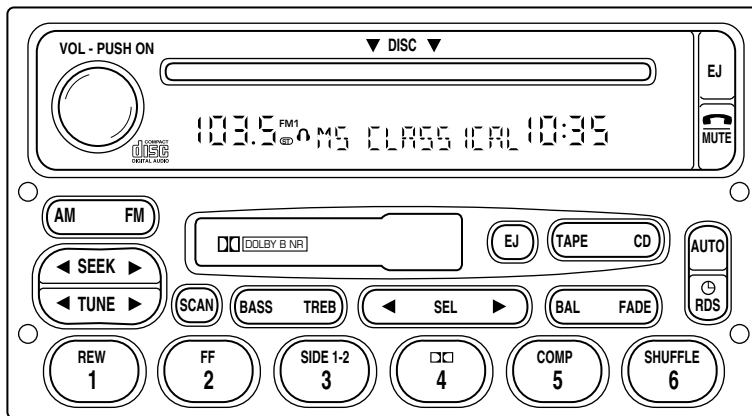 VOL - PUSH ON
▼ DISC ▼
EJ
103.5 FM1 ST MS CLASSICAL 10:35
MUTE
COMPACT
disc
DIGITAL AUDIO
AM FM
DOLBY B NR
EJ
TAPE CD
AUTO
◀ SEEK ▶
◀ TUNE ▶
SCAN
BASS TREB
◀ SEL ▶
BAL FADE
RDS
REW
1
FF
2
SIDE 1-2
3
4
COMP
5
SHUFFLE
6